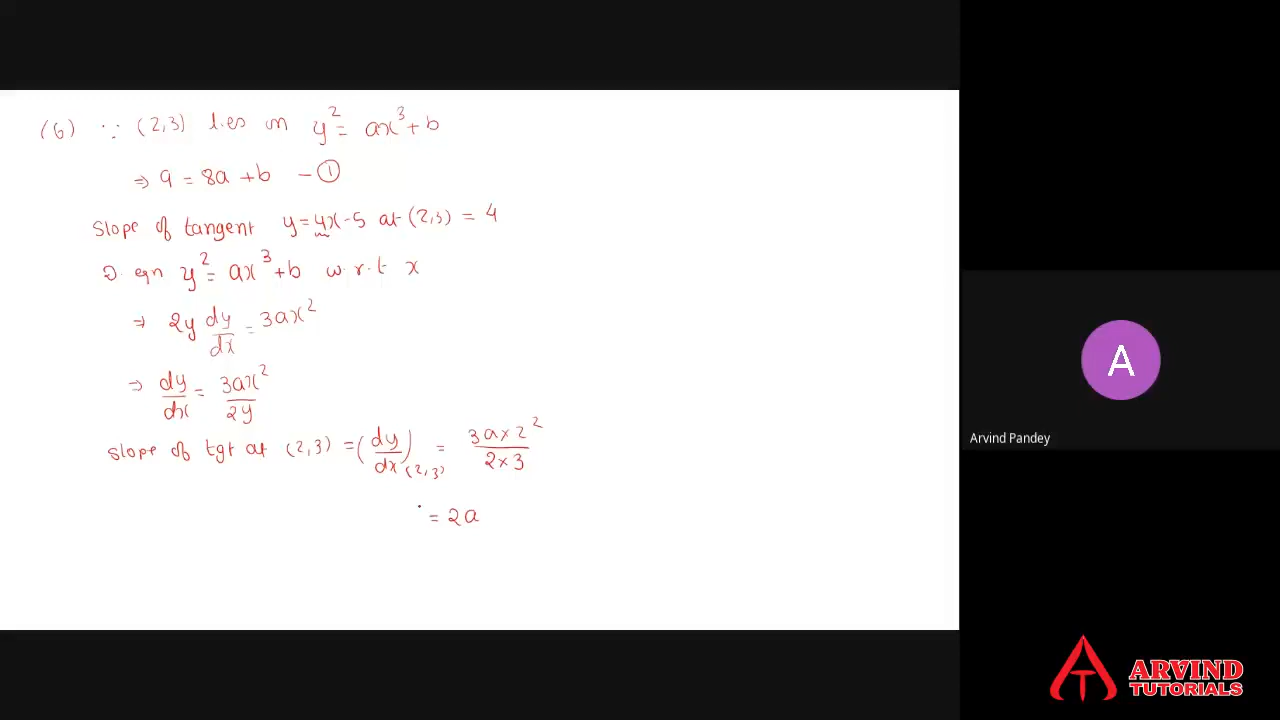 (6) ∵ (2,3) lies on y² = ax³ + b
⇒ 9 = 8a + b - ①
Slope of tangent y = 4x - 5 at (2,3) = 4
D. eqn y² = ax³ + b w.r.t x
⇒ 2y dy/dx = 3ax²
⇒ dy/dx = 3ax²/2y
Slope of tgt at (2,3) = (dy/dx)(2,3) = 3a × 2²/2 × 3
= 2a
A
Arvind Pandey
ARVIND
TUTORIALS